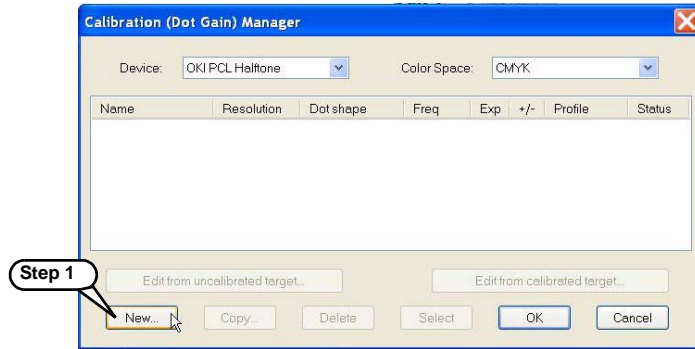 Calibration (Dot Gain) Manager
Device: OKI PCL Halftone Color Space: CMYK
Name Resolution Dot shape Freq Exp +/- Profile Status
Edit from uncalibrated target... Edit from calibrated target...
Step 1
New... Copy... Delete Select OK Cancel